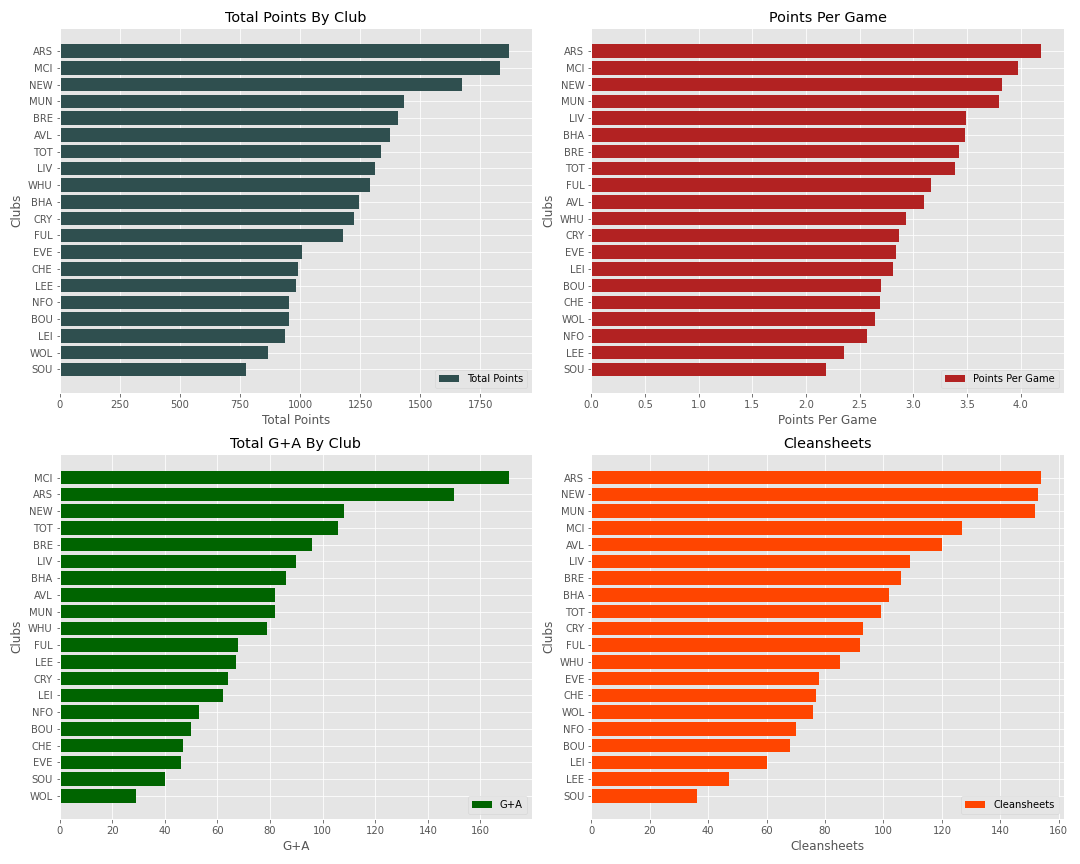 Total Points By Club
Clubs
ARS
MCI
NEW
MUN
BRE
AVL
TOT
LIV
WHU
BHA
CRY
FUL
EVE
CHE
LEE
NFO
BOU
LEI
WOL
SOU
Total Points
0 250 500 750 1000 1250 1500 1750
Total Points
Points Per Game
Clubs
ARS
MCI
NEW
MUN
LIV
BHA
BRE
TOT
FUL
AVL
WHU
CRY
EVE
LEI
BOU
CHE
WOL
NFO
LEE
SOU
Points Per Game
0.0 0.5 1.0 1.5 2.0 2.5 3.0 3.5 4.0
Points Per Game
Total G+A By Club
Clubs
MCI
ARS
NEW
TOT
BRE
LIV
BHA
AVL
MUN
WHU
FUL
LEE
CRY
LEI
NFO
BOU
CHE
EVE
SOU
WOL
G+A
0 20 40 60 80 100 120 140 160
G+A
Cleansheets
Clubs
ARS
NEW
MUN
MCI
AVL
LIV
BRE
BHA
TOT
CRY
FUL
WHU
EVE
CHE
WOL
NFO
BOU
LEI
LEE
SOU
Cleansheets
0 20 40 60 80 100 120 140 160
Cleansheets